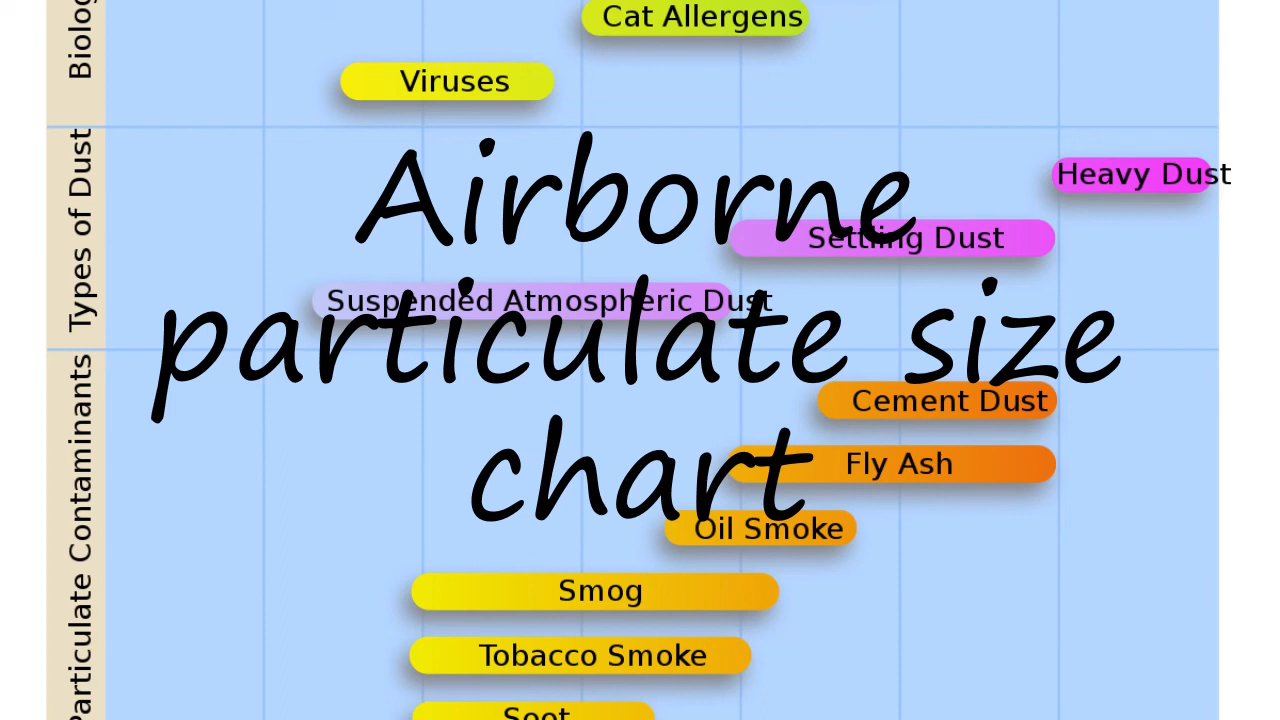 Biolog
Cat Allergens
Viruses
Types of Dust
Heavy Dust
Settling Dust
Suspended Atmospheric Dust
Airborne
particulate size
chart
Particulate Contaminants
Cement Dust
Fly Ash
Oil Smoke
Smog
Tobacco Smoke
Soot